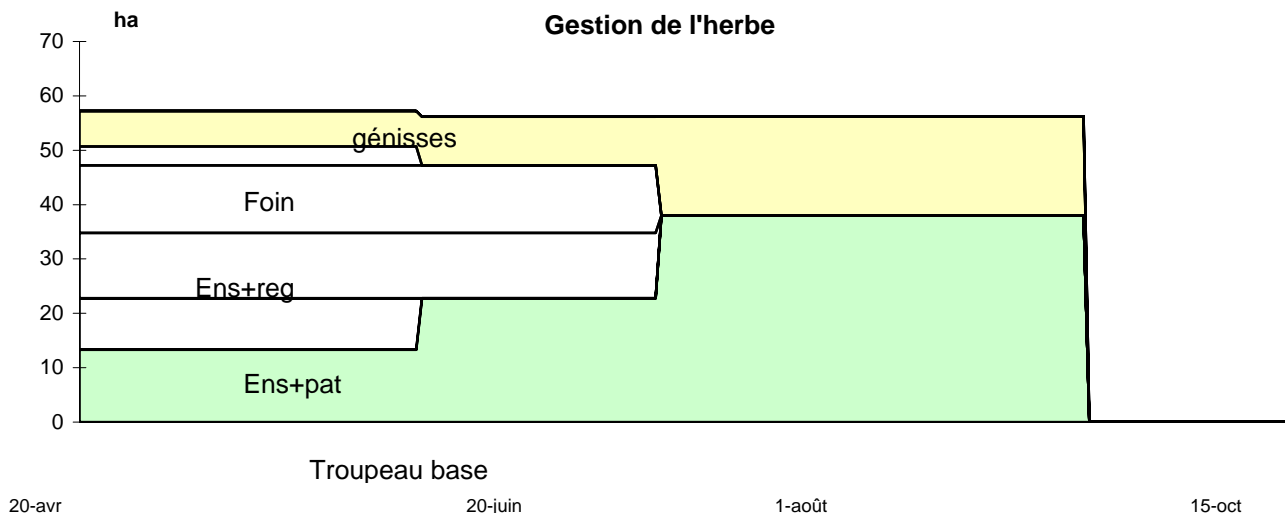 ha
Gestion de l'herbe
70
60
50
40
30
20
10
0
génisses
Foin
Ens+reg
Ens+pat
Troupeau base
20-avr 20-juin 1-août 15-oct